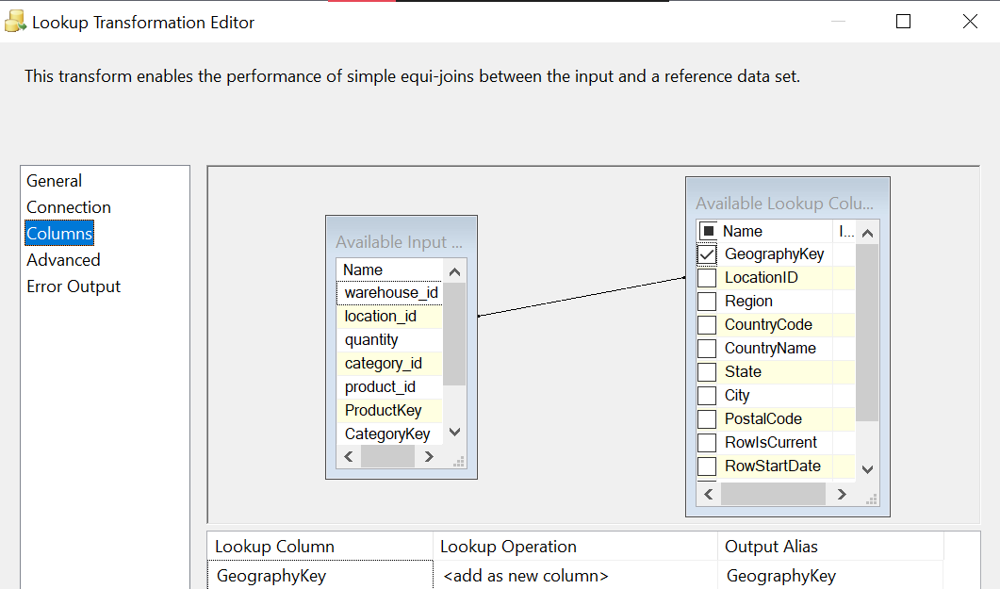 Lookup Transformation Editor
This transform enables the performance of simple equi-joins between the input and a reference data set.
General
Connection
Columns
Advanced
Error Output
Available Input ...
Name
warehouse_id
location_id
quantity
category_id
product_id
ProductKey
CategoryKey
Available Lookup Colu...
Name I...
GeographyKey
LocationID
Region
CountryCode
CountryName
State
City
PostalCode
RowIsCurrent
RowStartDate
Lookup Column Lookup Operation Output Alias
GeographyKey <add as new column> GeographyKey